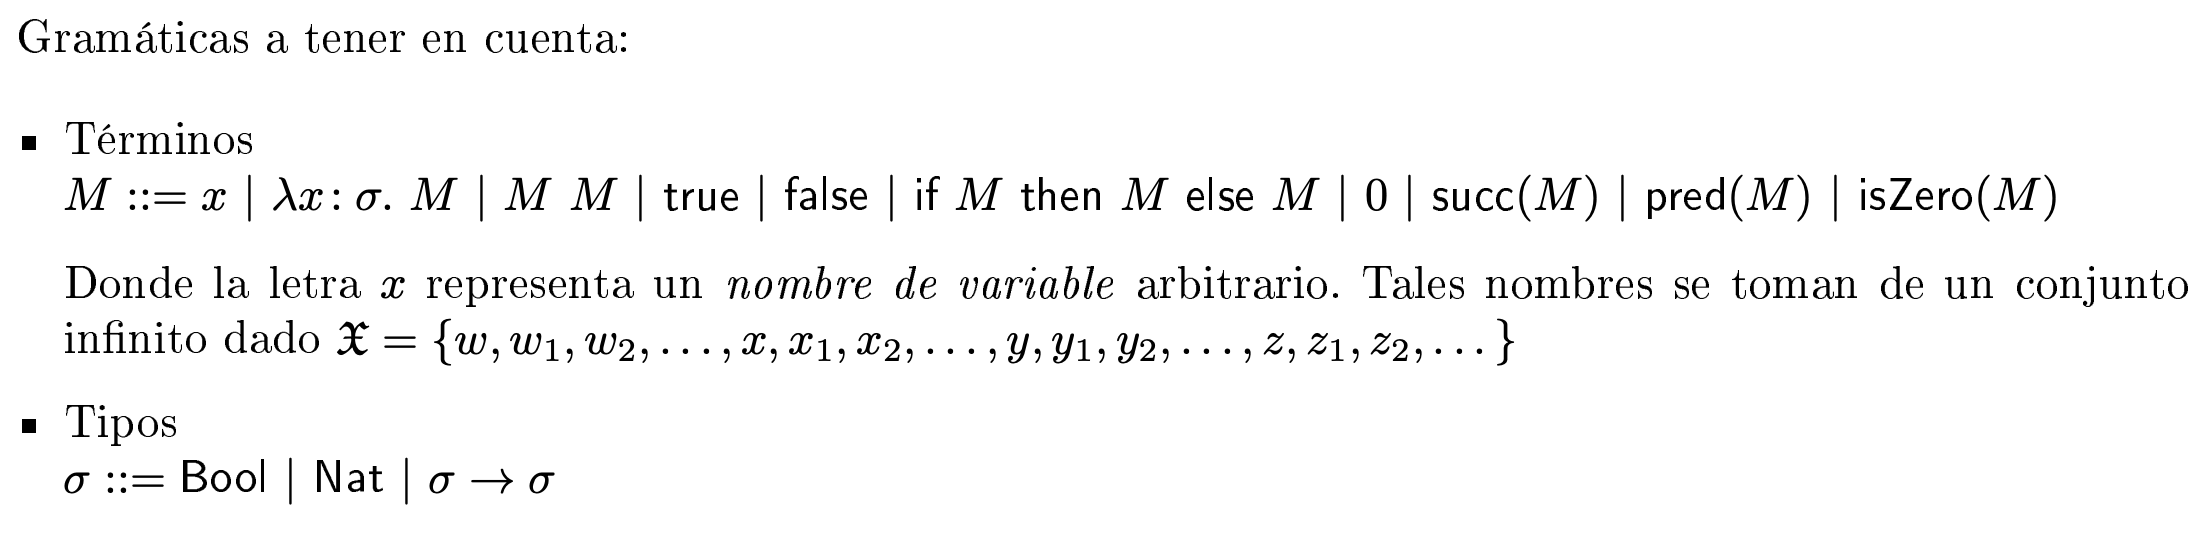 Gramáticas a tener en cuenta:
▪ Términos
M ::= x | λx : σ. M | M M | true | false | if M then M else M | 0 | succ(M) | pred(M) | isZero(M)
Donde la letra x representa un nombre de variable arbitrario. Tales nombres se toman de un conjunto
infinito dado 𝔛 = {w, w₁, w₂, . . . , x, x₁, x₂, . . . , y, y₁, y₂, . . . , z, z₁, z₂, . . . }
▪ Tipos
σ ::= Bool | Nat | σ → σ